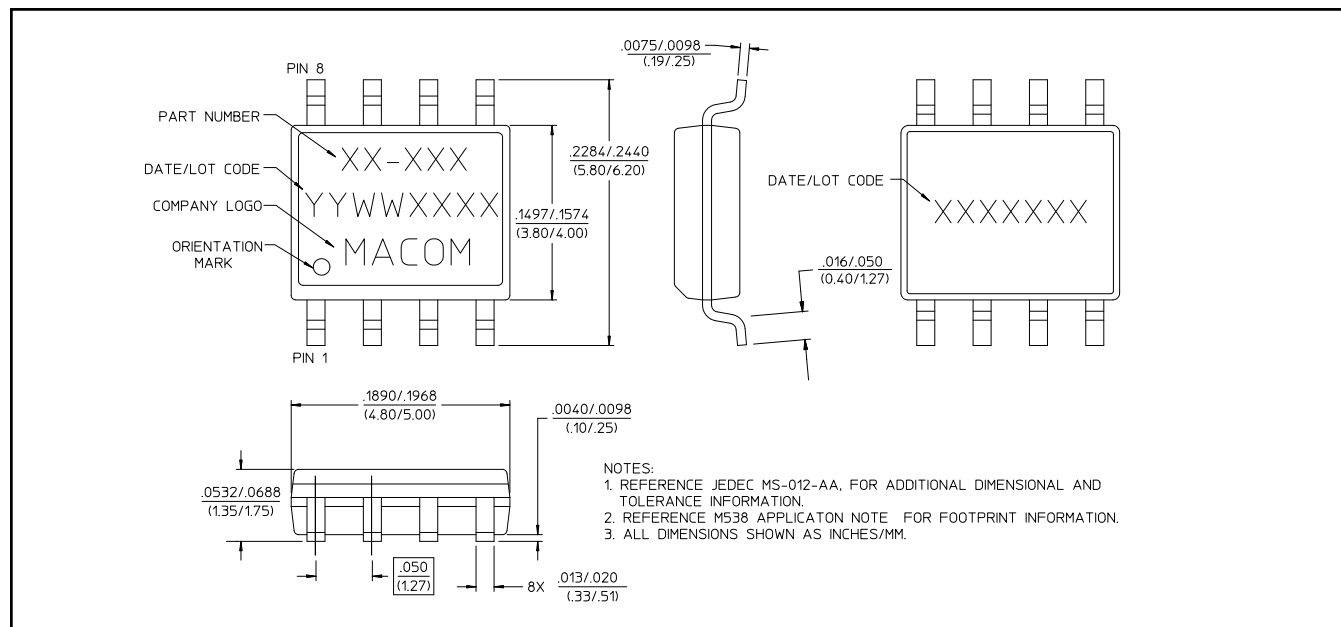 PIN 8
PART NUMBER
XX-XXX
DATE/LOT CODE
YYWWXXXX
COMPANY LOGO
MACOM
ORIENTATION
MARK
PIN 1
.2284/.2440
(5.80/6.20)
.1497/.1574
(3.80/4.00)
.0075/.0098
(.19/.25)
.016/.050
(0.40/1.27)
DATE/LOT CODE
XXXXXXX
.1890/.1968
(4.80/5.00)
.0040/.0098
(.10/.25)
.0532/.0688
(1.35/1.75)
.050
(1.27)
8X .013/.020
(.33/.51)
NOTES:
1. REFERENCE JEDEC MS-012-AA, FOR ADDITIONAL DIMENSIONAL AND
TOLERANCE INFORMATION.
2. REFERENCE M538 APPLICATON NOTE FOR FOOTPRINT INFORMATION.
3. ALL DIMENSIONS SHOWN AS INCHES/MM.